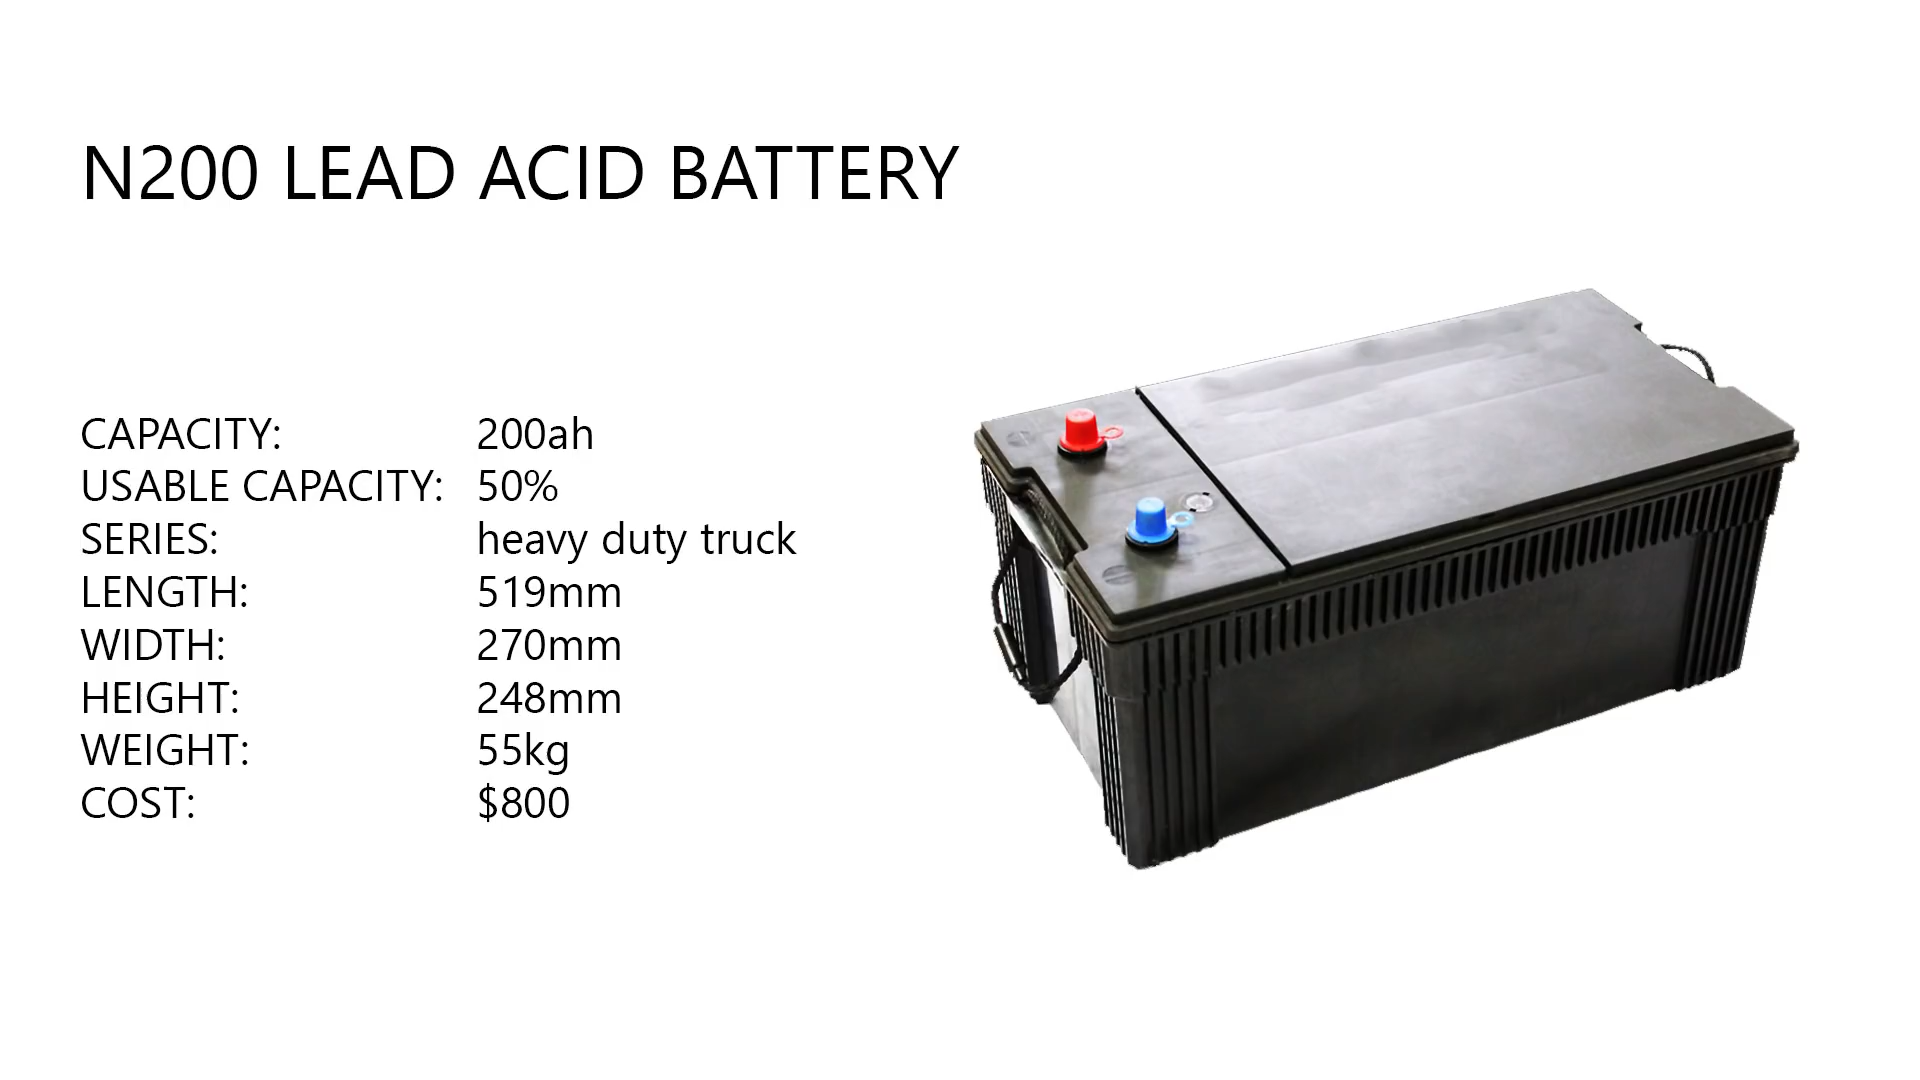 N200 LEAD ACID BATTERY
CAPACITY: 200ah
USABLE CAPACITY: 50%
SERIES: heavy duty truck
LENGTH: 519mm
WIDTH: 270mm
HEIGHT: 248mm
WEIGHT: 55kg
COST: $800